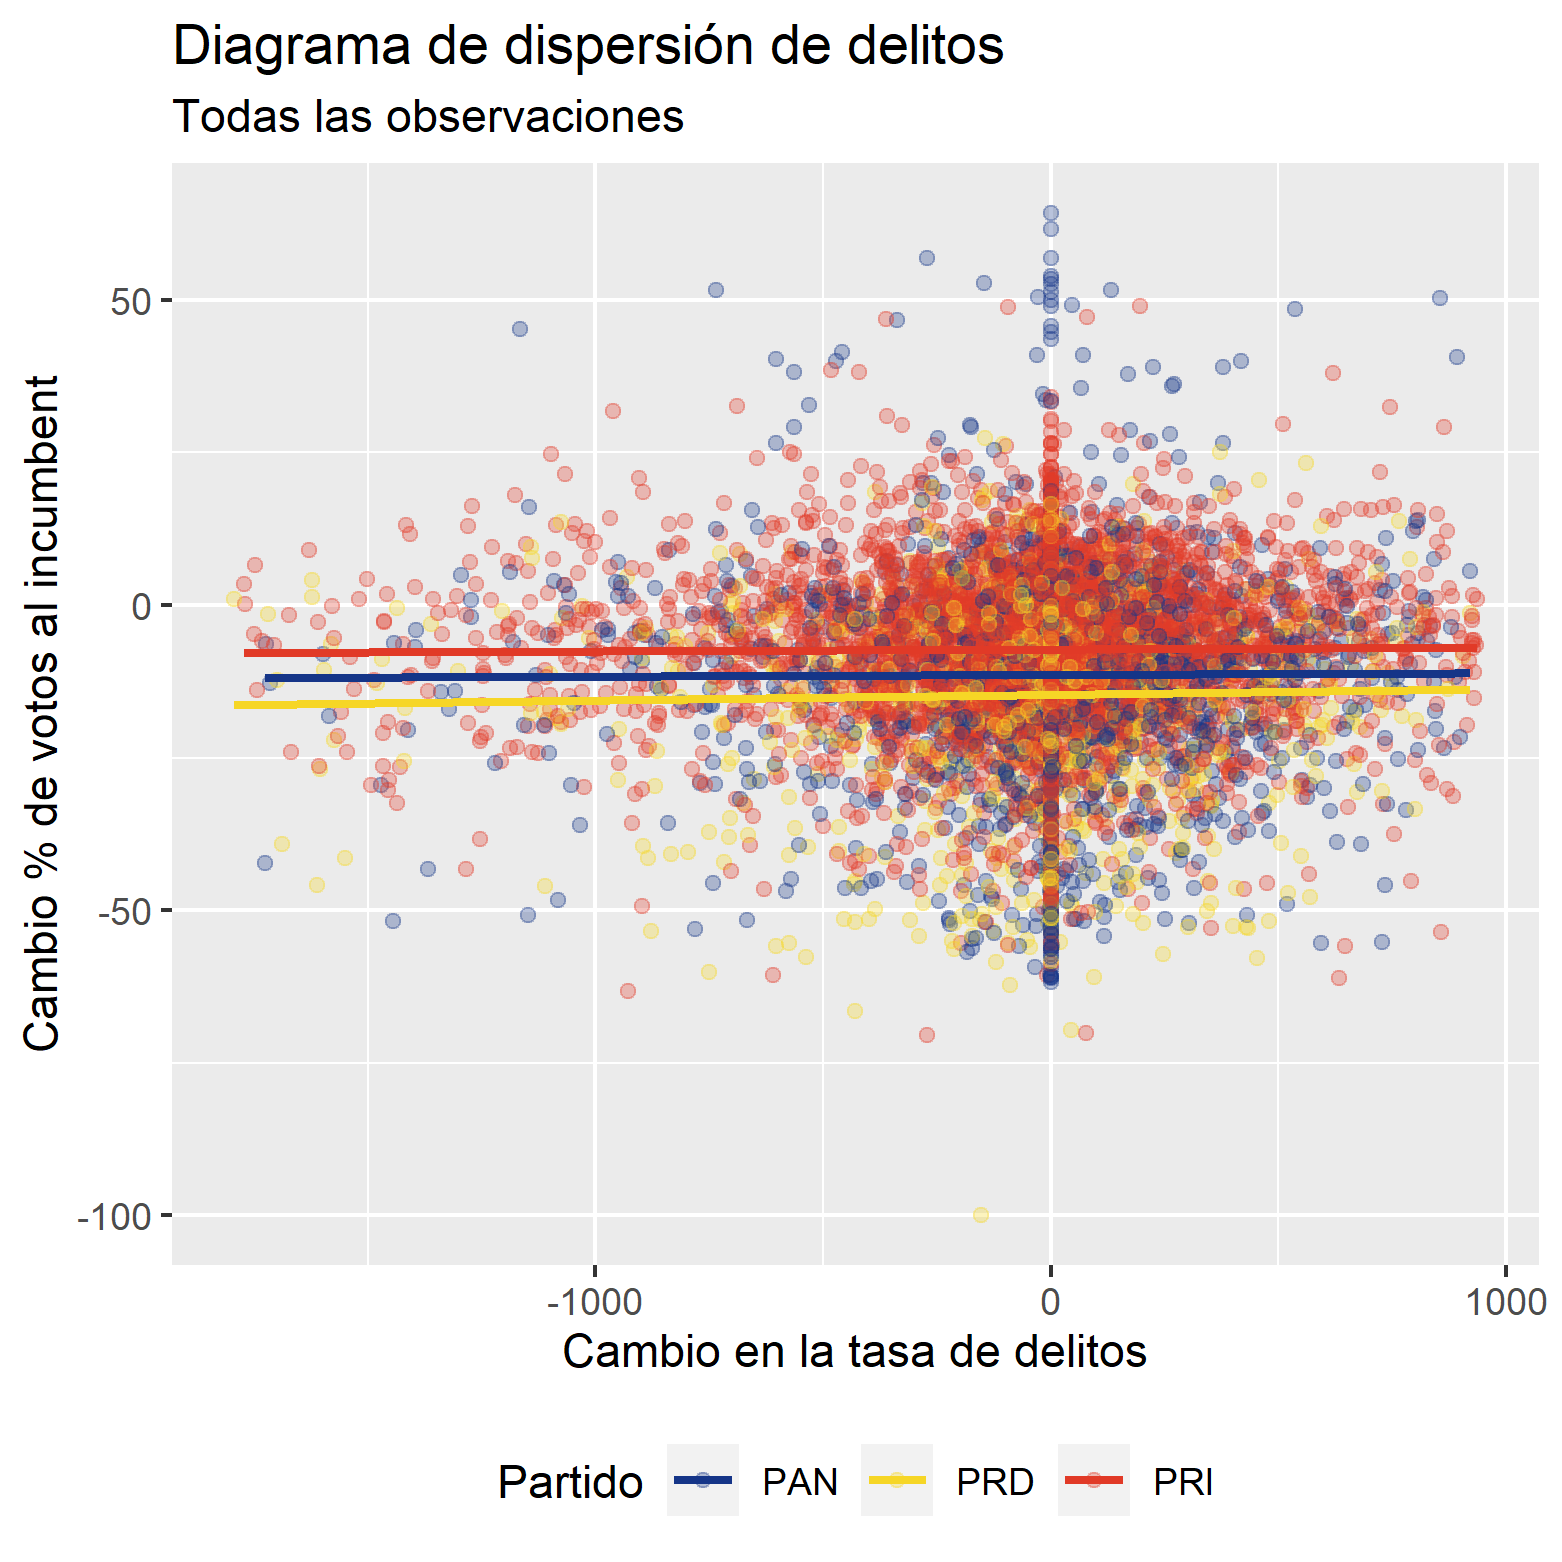 Diagrama de dispersión de delitos
Todas las observaciones
Cambio % de votos al incumbent
50
0
-50
-100
-1000 0 1000
Cambio en la tasa de delitos
Partido PAN PRD PRI